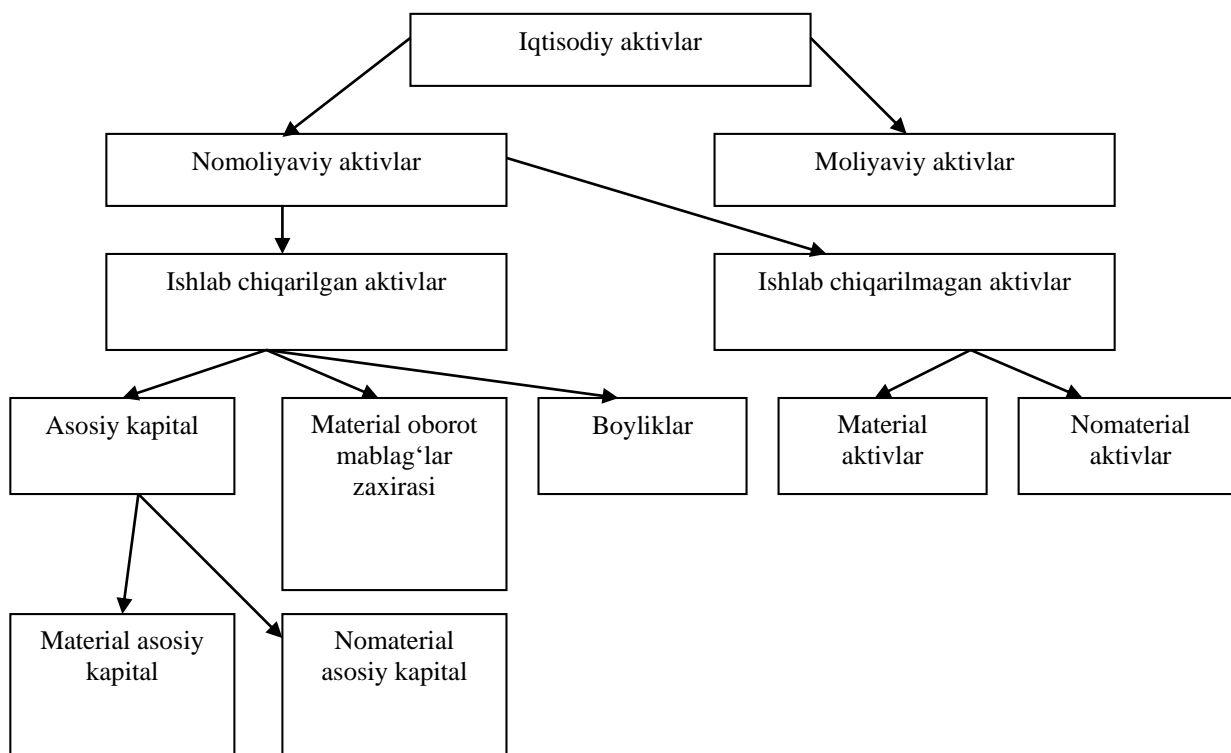 Iqtisodiy aktivlar
Nomoliyaviy aktivlar
Moliyaviy aktivlar
Ishlab chiqarilgan aktivlar
Ishlab chiqarilmagan aktivlar
Asosiy kapital
Material oborot
mablag‘lar
zaxirasi
Boyliklar
Material
aktivlar
Nomaterial
aktivlar
Material asosiy
kapital
Nomaterial
asosiy kapital